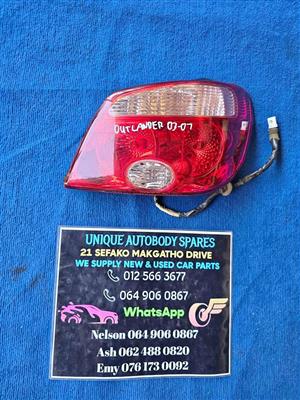 OUTLANDER 03-07
UNIQUE AUTOBODY SPARES
21 SEFAKO MAKGATHO DRIVE
WE SUPPLY NEW & USED CAR PARTS
012 566 3677
064 906 0867
WhatsApp
Nelson 064 906 0867
Ash 062 488 0820
Emy 076 173 0092